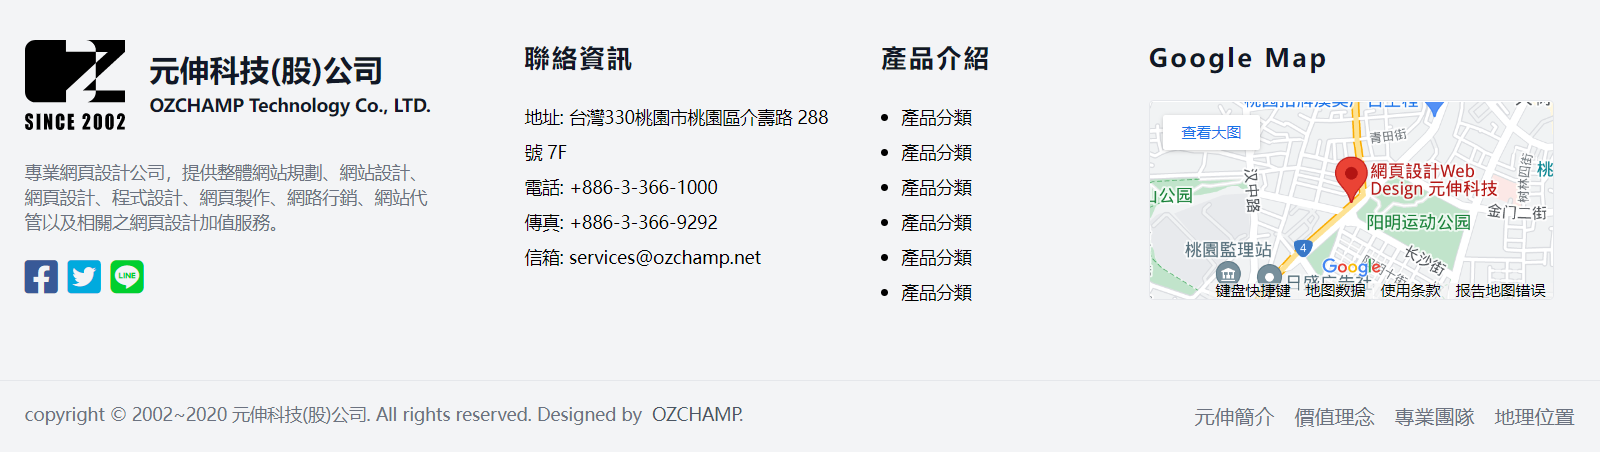 OZ
SINCE 2002
元伸科技(股)公司
OZCHAMP Technology Co., LTD.
專業網頁設計公司，提供整體網站規劃、網站設計、
網頁設計、程式設計、網頁製作、網路行銷、網站代
管以及相關之網頁設計加值服務。
LINE
聯絡資訊
地址: 台灣330桃園市桃園區介壽路 288
號 7F
電話: +886-3-366-1000
傳真: +886-3-366-9292
信箱: services@ozchamp.net
產品介紹
產品分類
產品分類
產品分類
產品分類
產品分類
產品分類
Google Map
查看大图
青田街
網頁設計Web
Design 元伸科技
汉中路
山公园
树林四街
桃
金门二街
阳明运动公园
桃園監理站
4
长沙街
Google
键盘快捷键
地图数据
使用条款
报告地图错误
copyright © 2002~2020 元伸科技(股)公司. All rights reserved. Designed by OZCHAMP.
元伸簡介
價值理念
專業團隊
地理位置